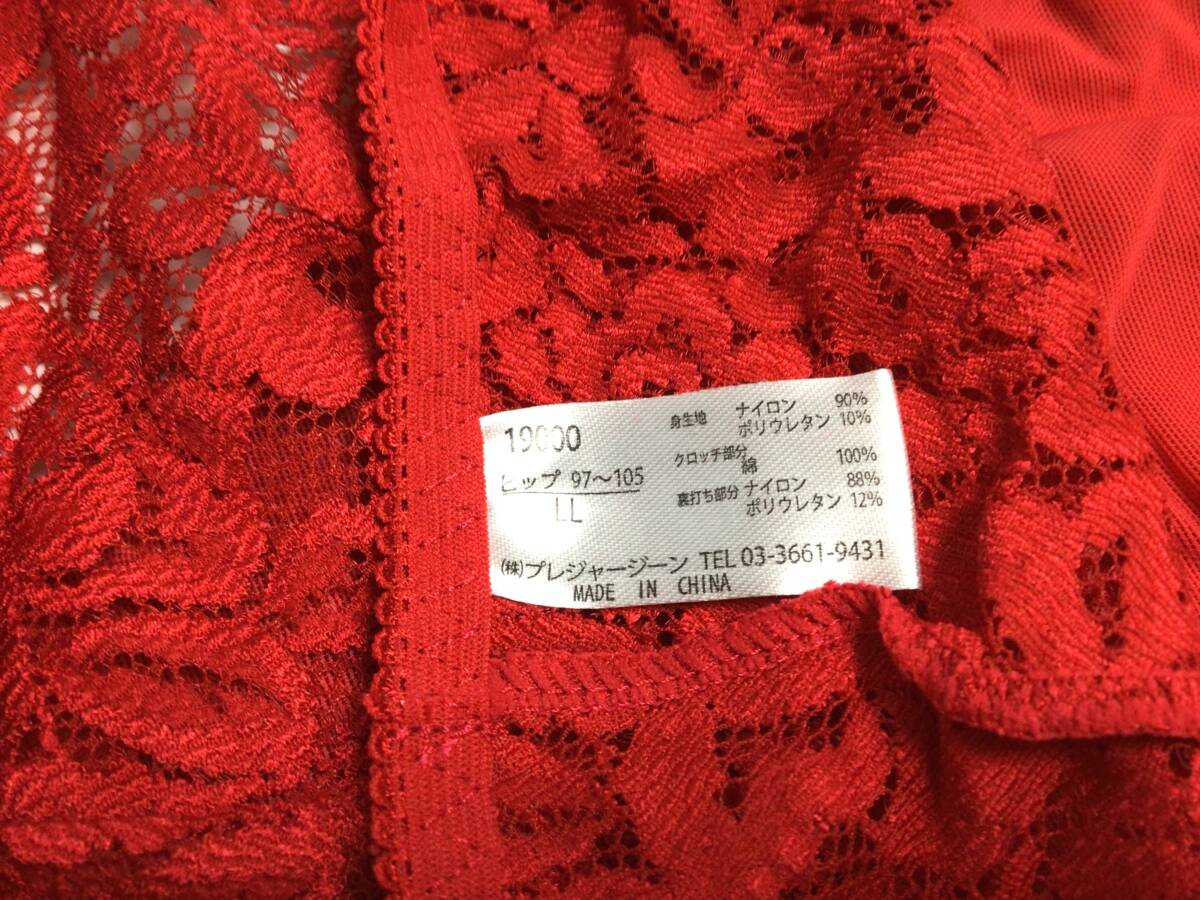 19000
ヒップ 97〜105
LL
身生地 ナイロン 90%
ポリウレタン 10%
クロッチ部分 綿 100%
裏打ち部分 ナイロン 88%
ポリウレタン 12%
(株)プレジャージーン TEL 03-3661-9431
MADE IN CHINA